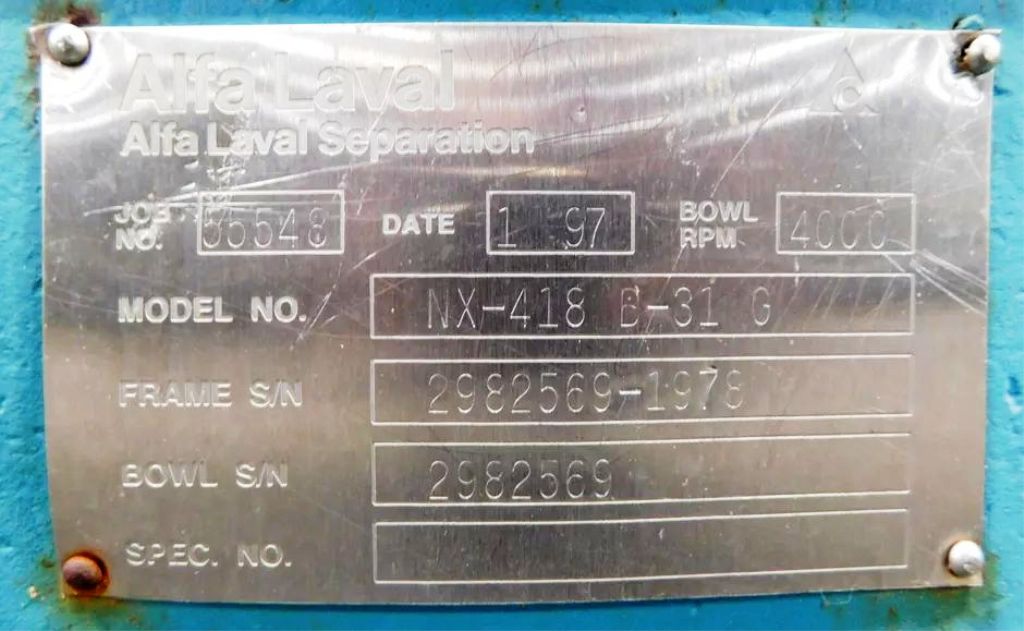 Alfa Laval
Alfa Laval Separation
JOB NO. DATE 1 97 BOWL RPM 4000
MODEL NO. NX-418 B-31 G
FRAME S/N 2982569-1978
BOWL S/N 2982569
SPEC. NO.